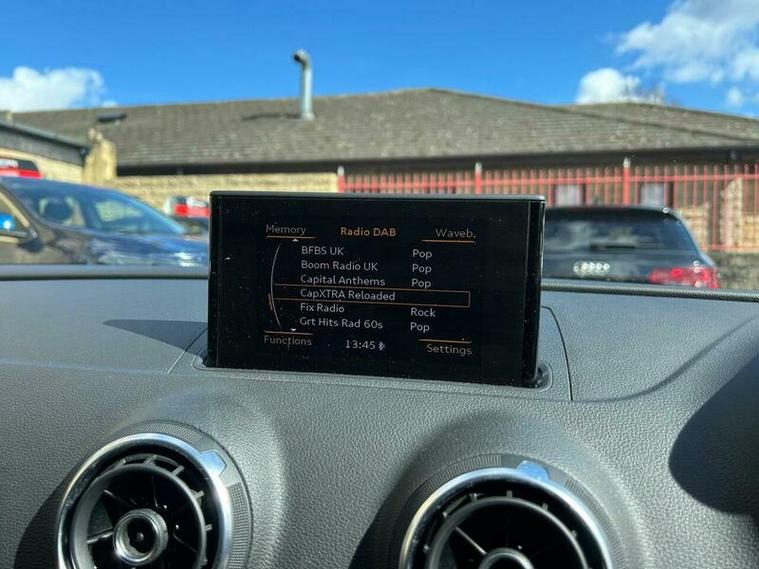 Memory Radio DAB Waveb.
BFBS UK Pop
Boom Radio UK Pop
Capital Anthems Pop
CapXTRA Reloaded
Fix Radio Rock
Grt Hits Rad 60s Pop
Functions 13:45 Settings